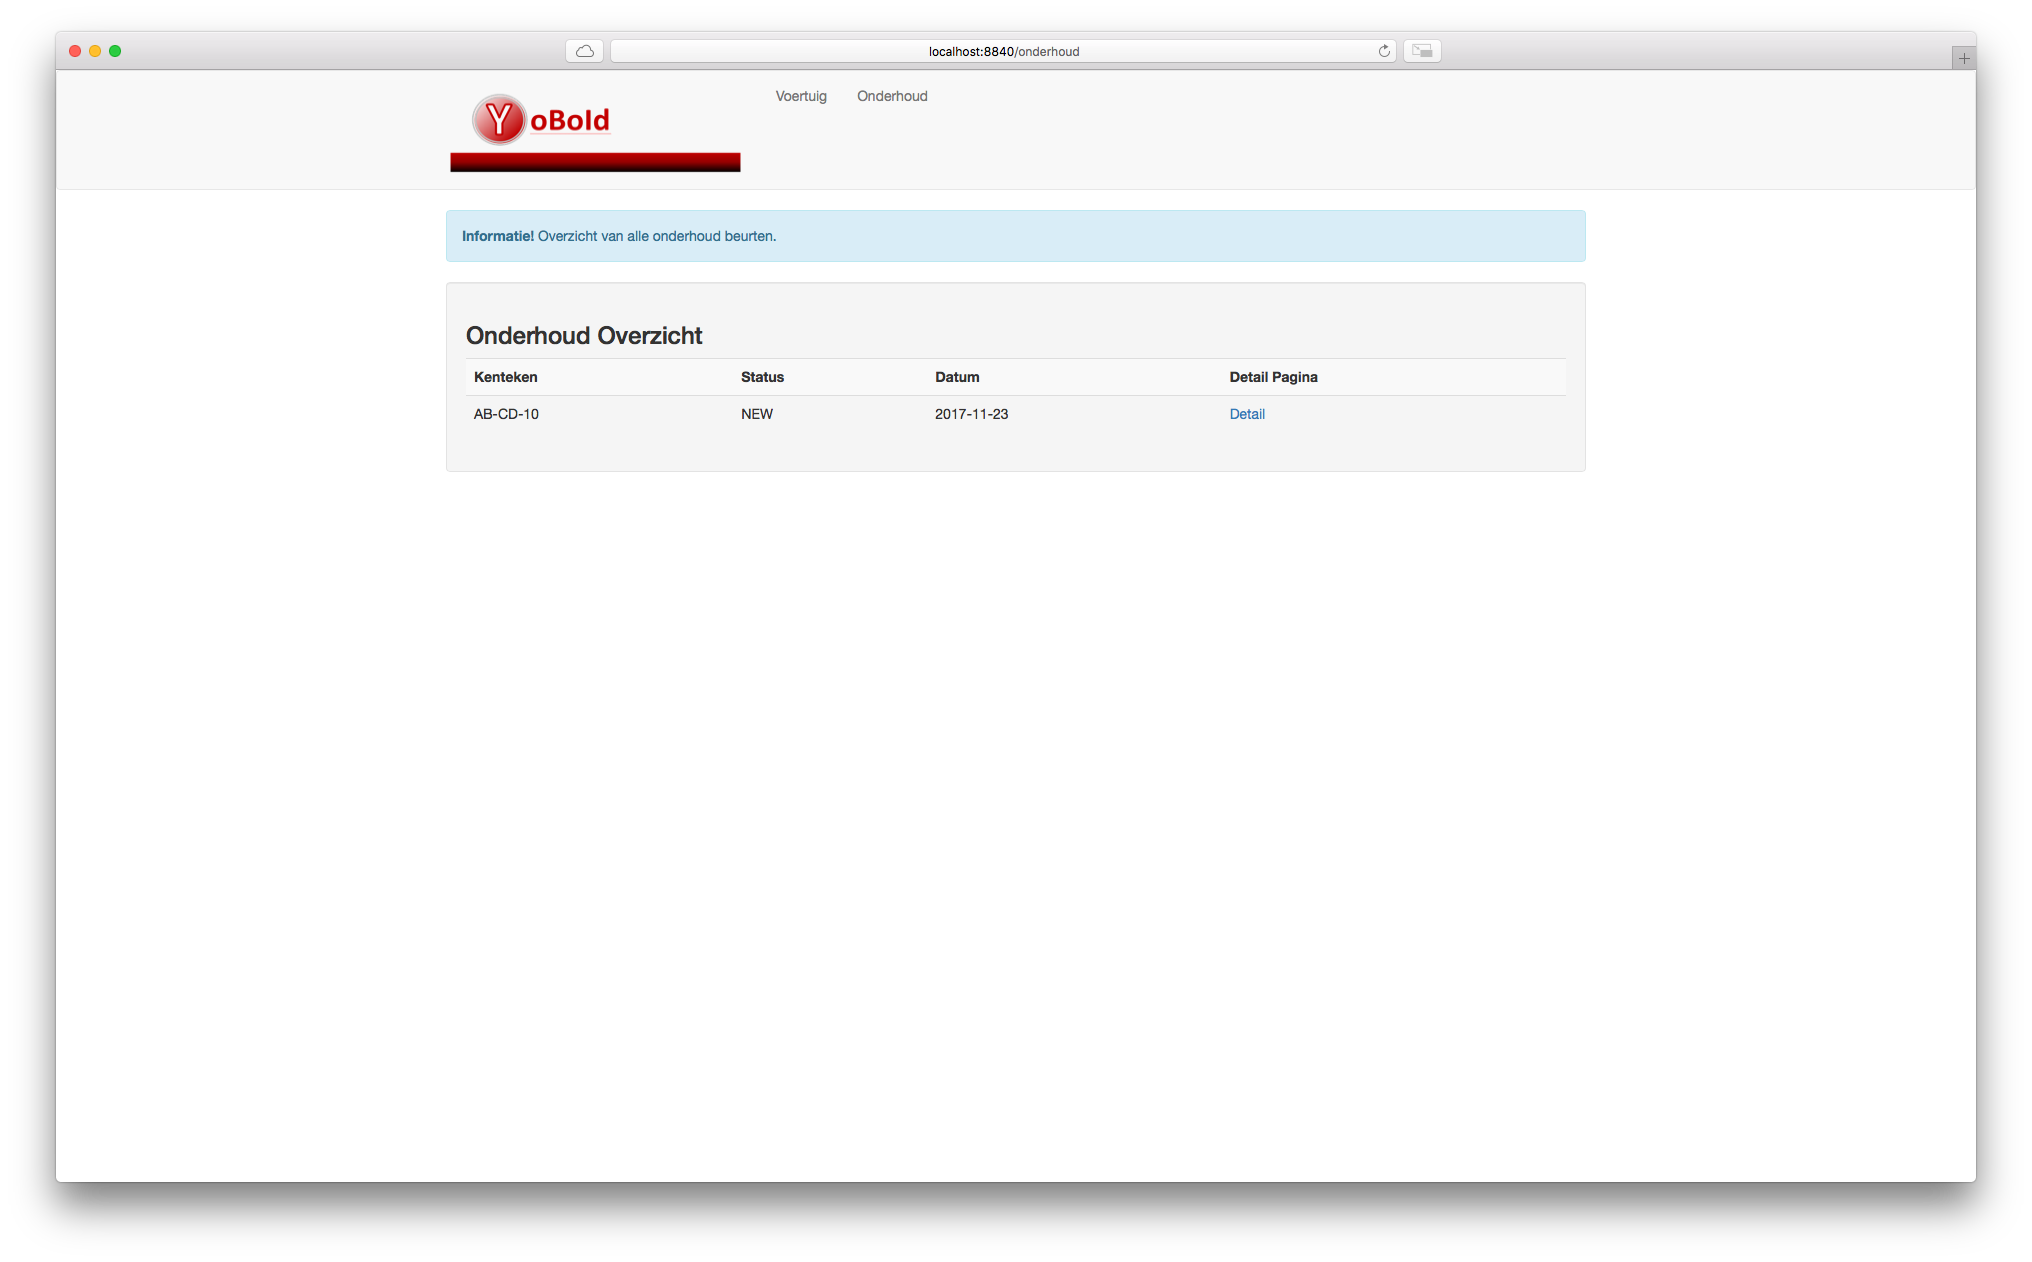 localhost:8840/onderhoud
YoBold
Voertuig Onderhoud
Informatie! Overzicht van alle onderhoud beurten.
Onderhoud Overzicht
Kenteken Status Datum Detail Pagina
AB-CD-10 NEW 2017-11-23 Detail